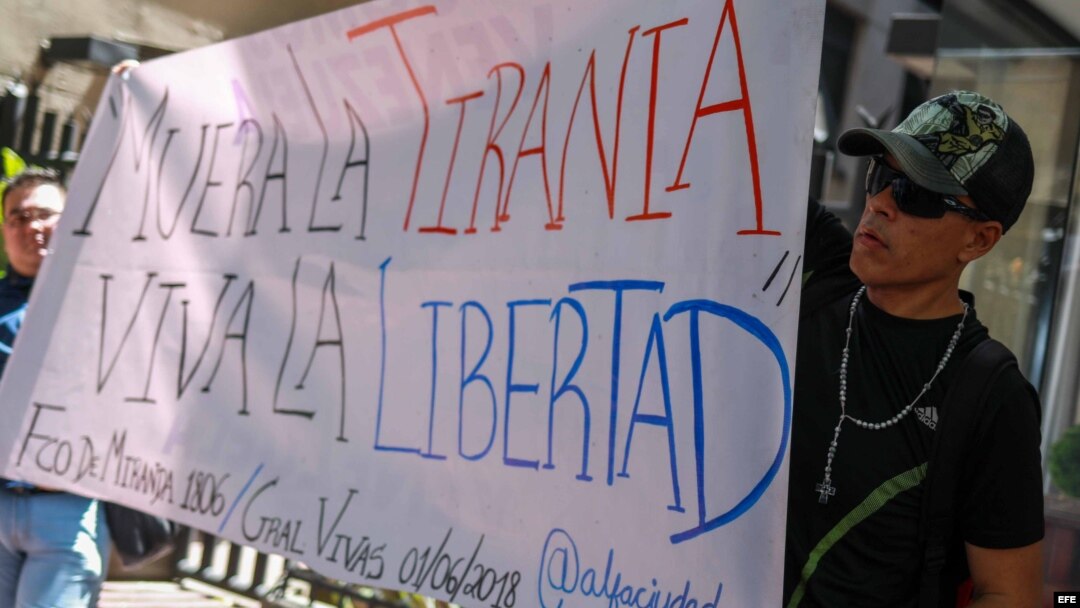 "MUERA LA TIRANIA
VIVA LA LIBERTAD"
FCO DE MIRANDA 1806 / GRAL VIVAS 01/06/2018 @alfaciudad
adidas
EFE